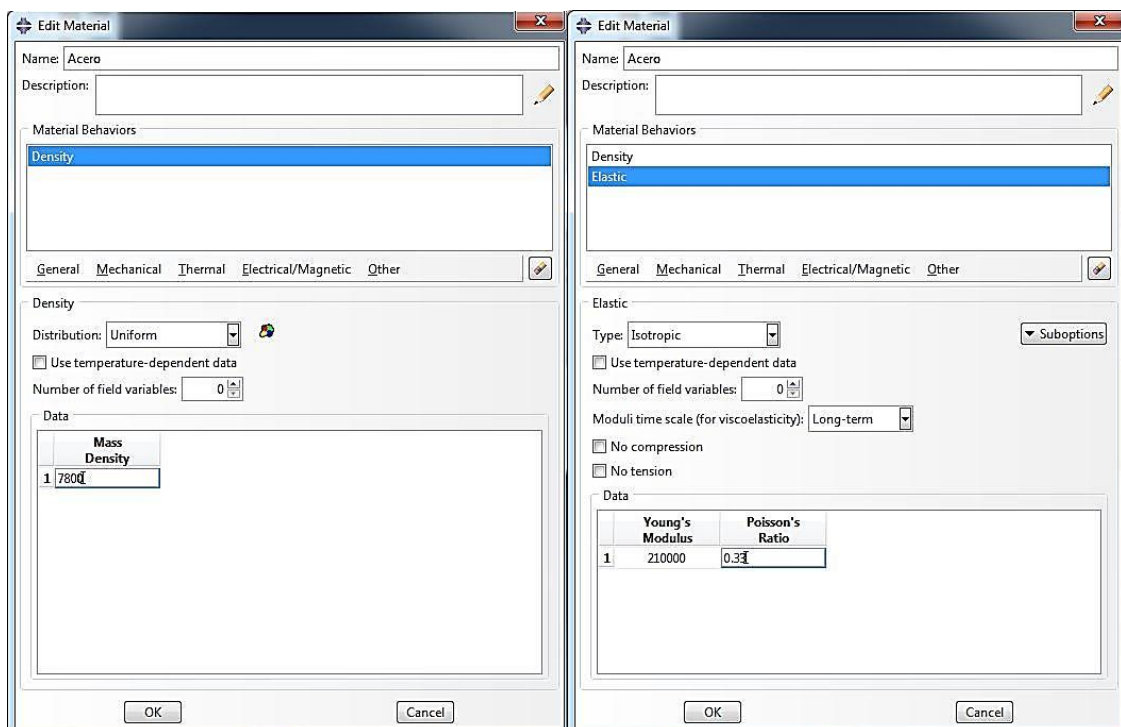 Edit Material
Name: Acero
Description:
Material Behaviors
Density
General Mechanical Thermal Electrical/Magnetic Other
Density
Distribution: Uniform
Use temperature-dependent data
Number of field variables: 0
Data
Mass
Density
1 7800
OK Cancel
Edit Material
Name: Acero
Description:
Material Behaviors
Density
Elastic
General Mechanical Thermal Electrical/Magnetic Other
Elastic
Type: Isotropic Suboptions
Use temperature-dependent data
Number of field variables: 0
Moduli time scale (for viscoelasticity): Long-term
No compression
No tension
Data
Young's Poisson's
Modulus Ratio
1 210000 0.33
OK Cancel